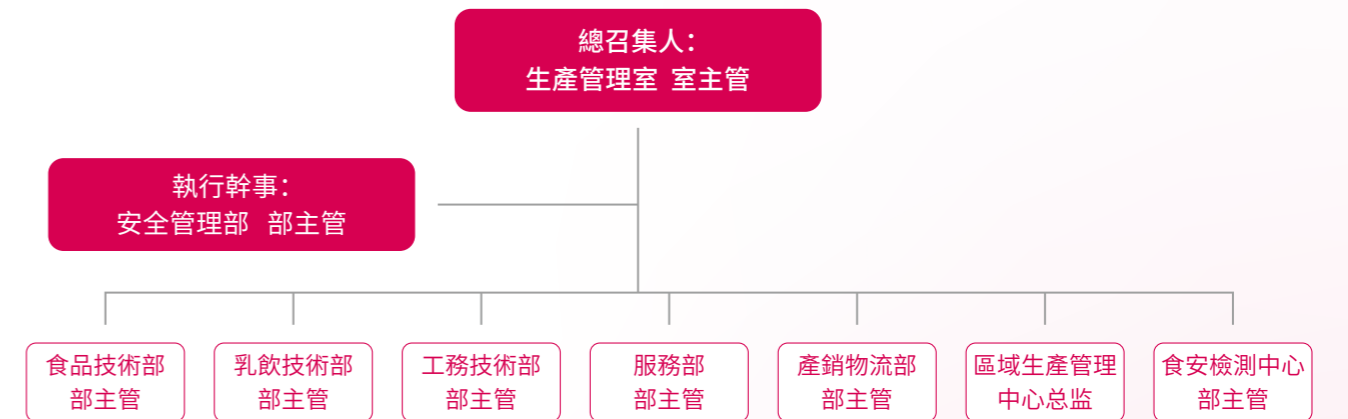 總召集人：
生產管理室 室主管
執行幹事：
安全管理部 部主管
食品技術部
部主管
乳飲技術部
部主管
工務技術部
部主管
服務部
部主管
產銷物流部
部主管
區域生產管理
中心总监
食安檢測中心
部主管